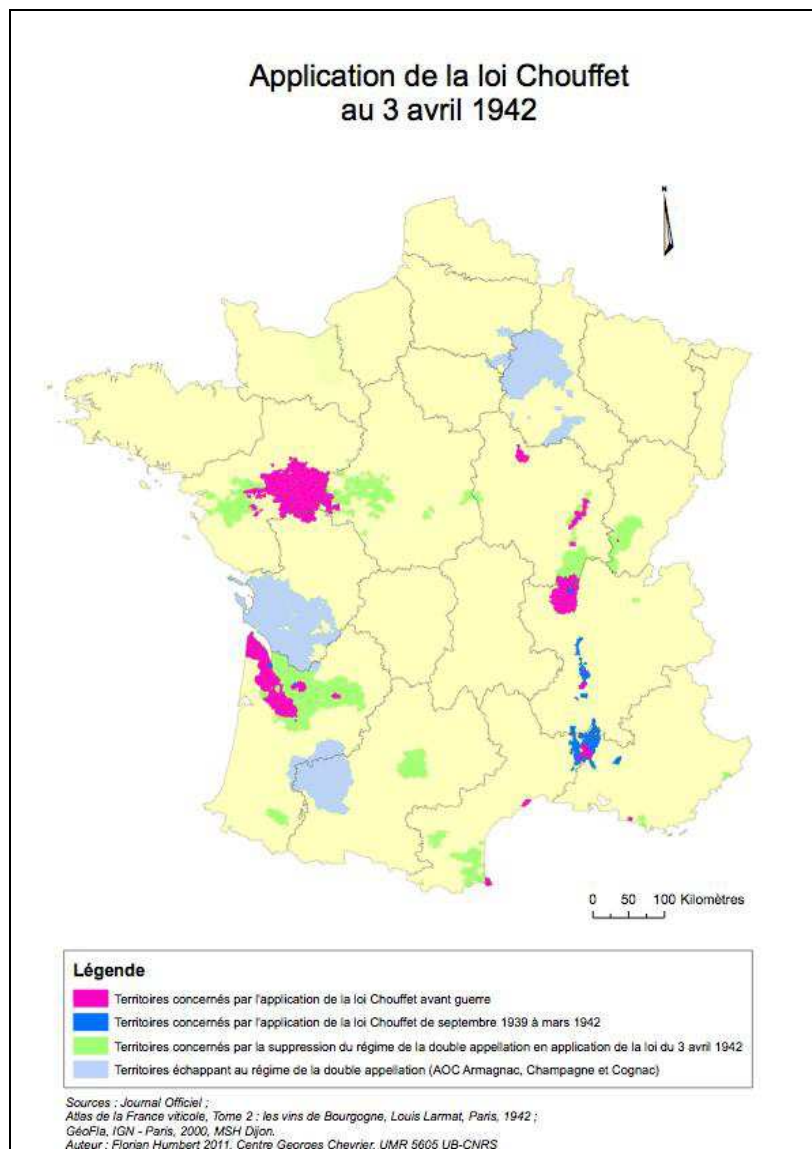 Application de la loi Chouffet
au 3 avril 1942
N
0 50 100 Kilomètres
Légende
Territoires concernés par l'application de la loi Chouffet avant guerre
Territoires concernés par l'application de la loi Chouffet de septembre 1939 à mars 1942
Territoires concernés par la suppression du régime de la double appellation en application de la loi du 3 avril 1942
Territoires échappant au régime de la double appellation (AOC Armagnac, Champagne et Cognac)
Sources : Journal Officiel ;
Atlas de la France viticole, Tome 2 : les vins de Bourgogne, Louis Larmat, Paris, 1942 ;
GéoFla, IGN - Paris, 2000, MSH Dijon.
Auteur : Florian Humbert 2011, Centre Georges Chevrier, UMR 5605 UB-CNRS